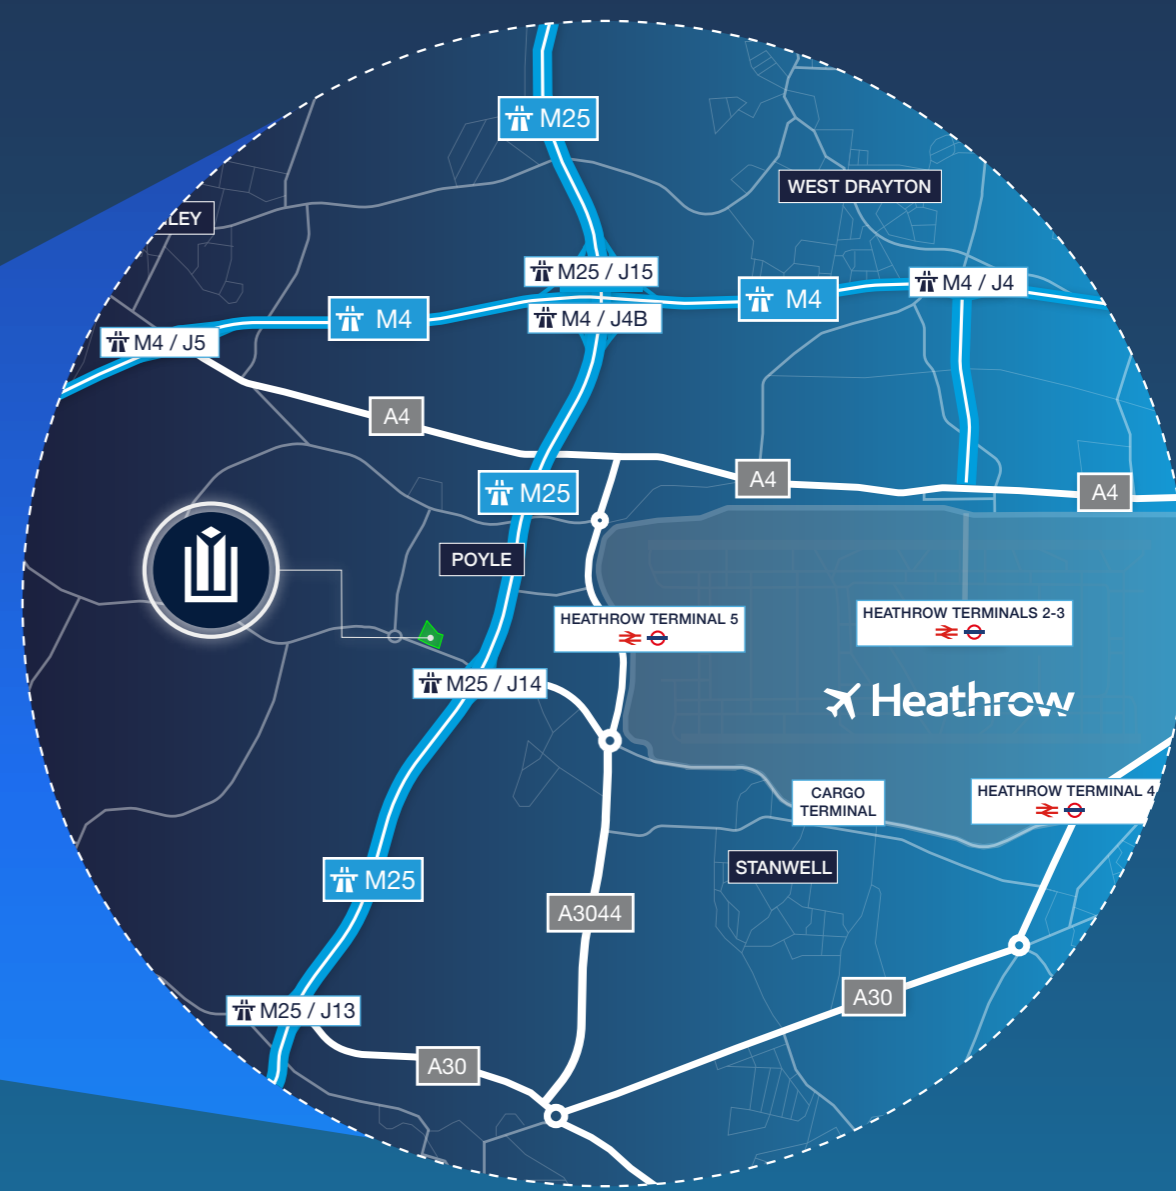 M25
WEST DRAYTON
LEY
M25 / J15
M4 / J4
M4
M4
M4 / J4B
M4 / J5
A4
A4
M25
A4
POYLE
HEATHROW TERMINALS 2-3
HEATHROW TERMINAL 5
M25 / J14
Heathrow
HEATHROW TERMINAL 4
CARGO
TERMINAL
STANWELL
M25
A3044
A30
M25 / J13
A30